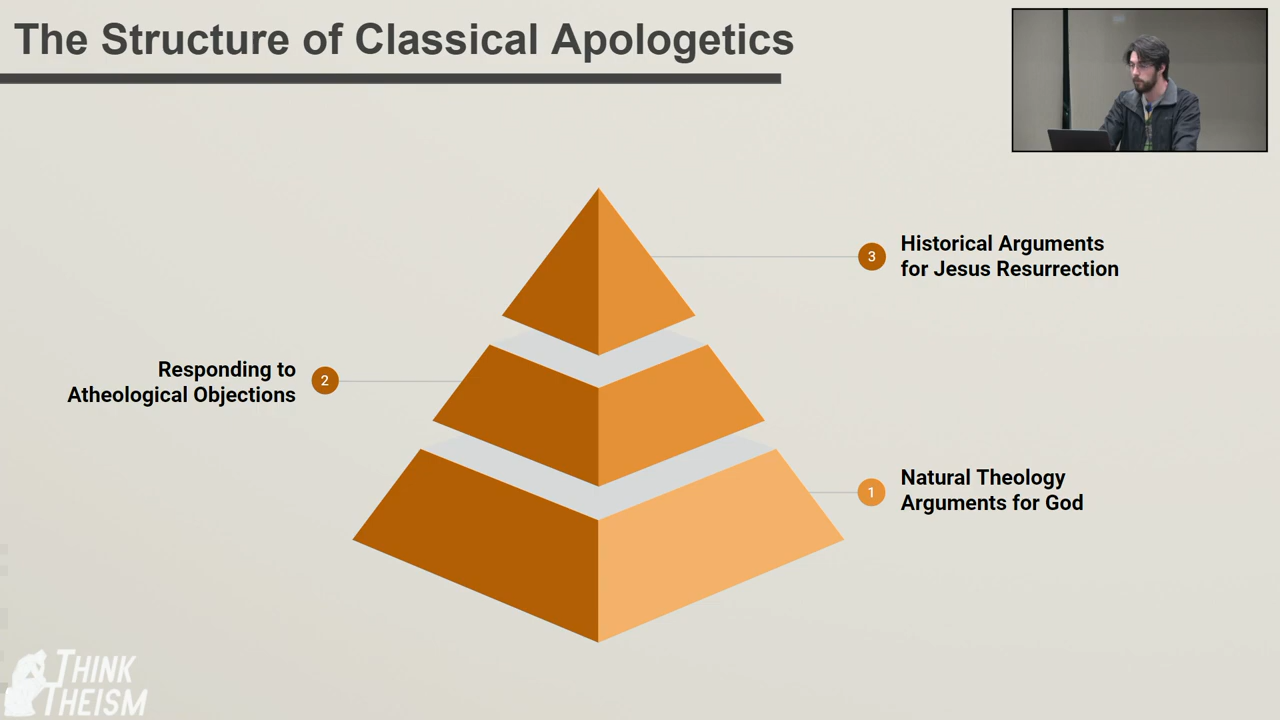 The Structure of Classical Apologetics
3
Historical Arguments
for Jesus Resurrection
Responding to
Atheological Objections
2
1
Natural Theology
Arguments for God
THINK
THEISM